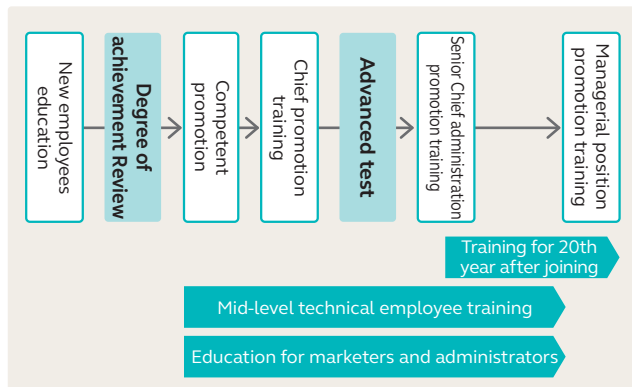 New employees
education
Degree of
achievement Review
Competent
promotion
Chief promotion
training
Advanced test
Senior Chief administration
promotion training
Managerial position
promotion training
Training for 20th
year after joining
Mid-level technical employee training
Education for marketers and administrators